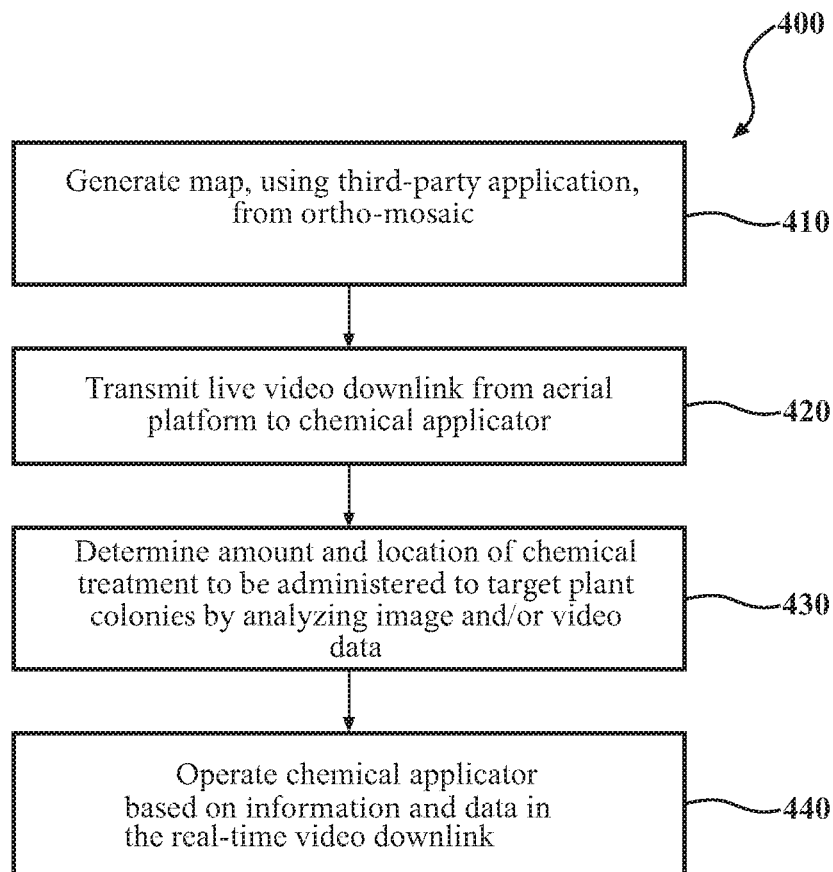 400
Generate map, using third-party application,
from ortho-mosaic
410
Transmit live video downlink from aerial
platform to chemical applicator
420
Determine amount and location of chemical
treatment to be administered to target plant
colonies by analyzing image and/or video
data
430
Operate chemical applicator
based on information and data in
the real-time video downlink
440